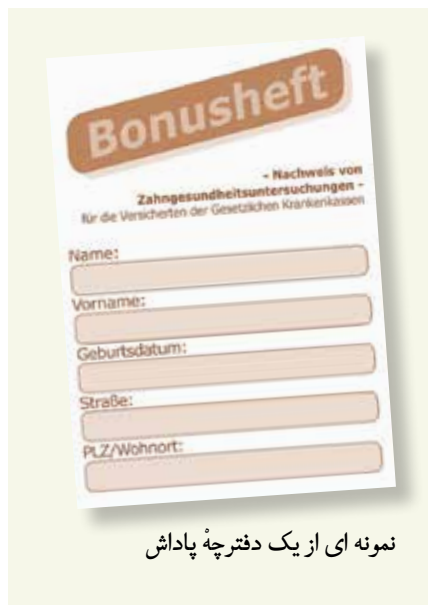 Bonusheft
- Nachweis von
Zahngesundheitsuntersuchungen -
für die Versicherten der Gesetzlichen Krankenkassen
Name:
Vorname:
Geburtsdatum:
Straße:
PLZ/Wohnort:
نمونه ای از یک دفترچهْ پاداش